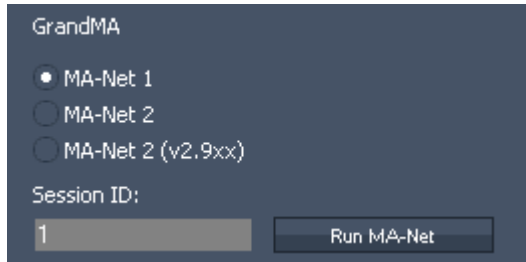 GrandMA
MA-Net 1
MA-Net 2
MA-Net 2 (v2.9xx)
Session ID:
1
Run MA-Net